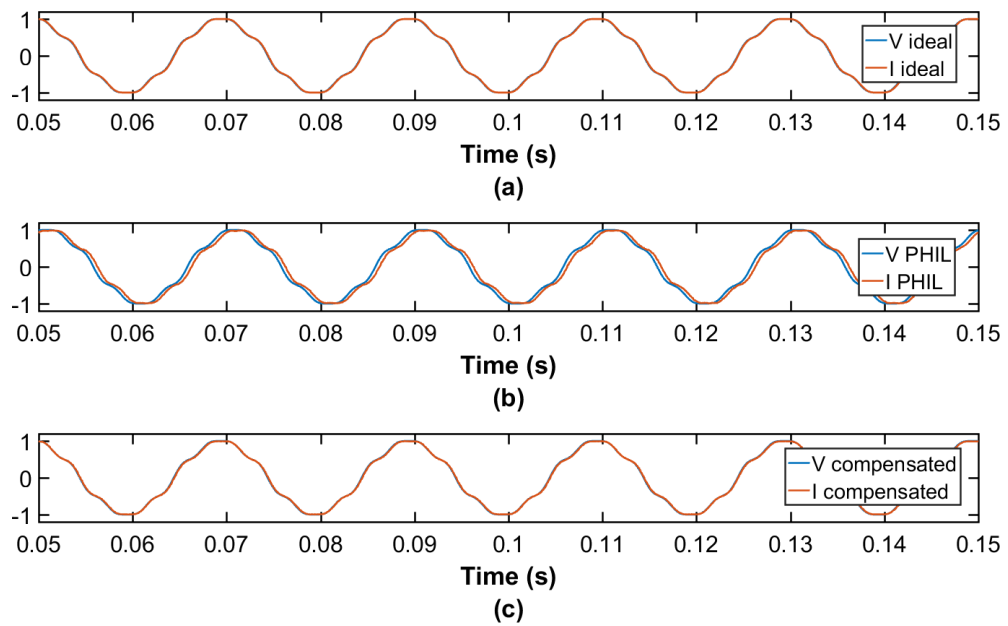 1
V ideal
0
I ideal
-1
0.05 0.06 0.07 0.08 0.09 0.1 0.11 0.12 0.13 0.14 0.15
Time (s)
(a)
1
V PHIL
0
I PHIL
-1
0.05 0.06 0.07 0.08 0.09 0.1 0.11 0.12 0.13 0.14 0.15
Time (s)
(b)
1
V compensated
0
I compensated
-1
0.05 0.06 0.07 0.08 0.09 0.1 0.11 0.12 0.13 0.14 0.15
Time (s)
(c)